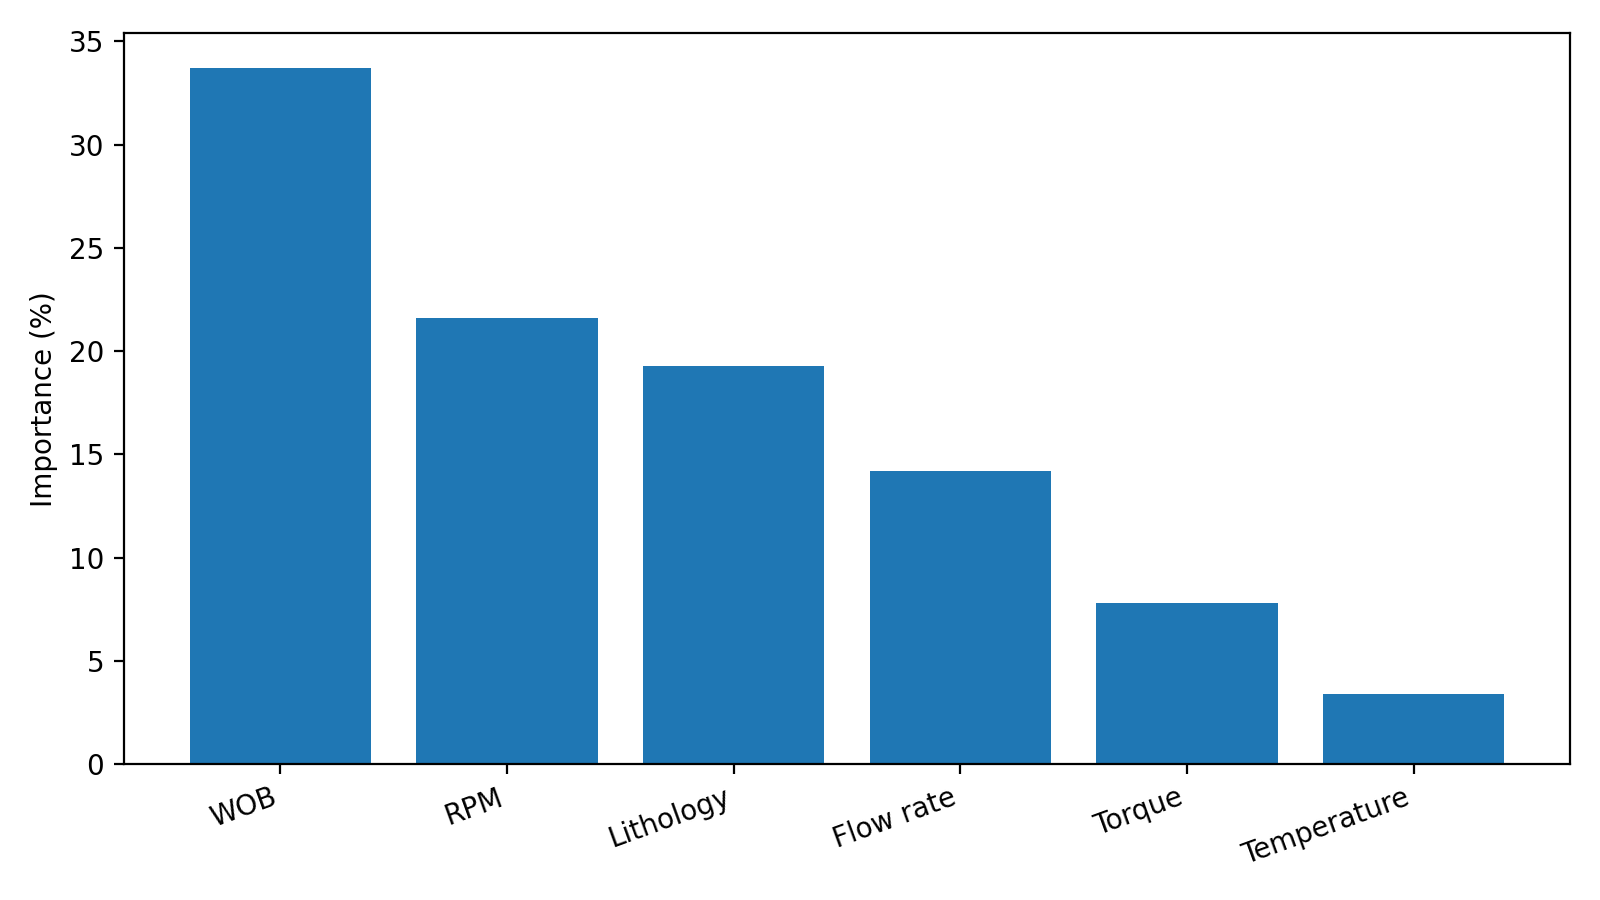 35
30
25
20
15
10
5
0
Importance (%)
WOB
RPM
Lithology
Flow rate
Torque
Temperature